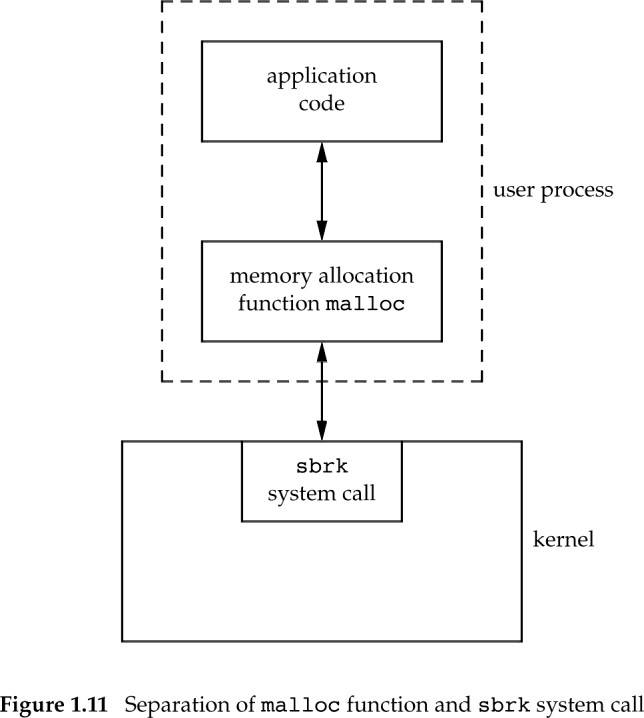 application
code
user process
memory allocation
function malloc
sbrk
system call
kernel
Figure 1.11 Separation of malloc function and sbrk system call